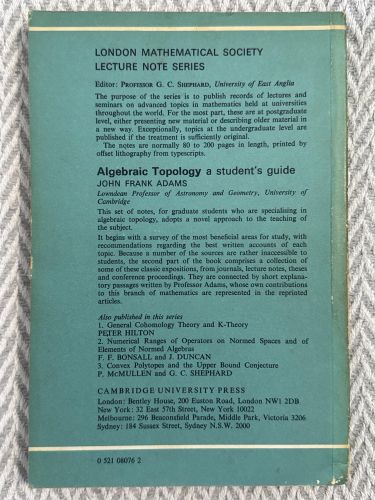 LONDON MATHEMATICAL SOCIETY
LECTURE NOTE SERIES
Editor: PROFESSOR G. C. SHEPHARD, University of East Anglia
The purpose of the series is to publish records of lectures and
seminars on advanced topics in mathematics held at universities
throughout the world. For the most part, these are at postgraduate
level, either presenting new material or describing older material in
a new way. Exceptionally, topics at the undergraduate level are
published if the treatment is sufficiently original.
The notes are normally 80 to 200 pages in length, printed by
offset lithography from typescripts.
Algebraic Topology a student's guide
JOHN FRANK ADAMS
Lowndean Professor of Astronomy and Geometry, University of
Cambridge
This set of notes, for graduate students who are specialising in
algebraic topology, adopts a novel approach to the teaching of
the subject.
It begins with a survey of the most beneficial areas for study, with
recommendations regarding the best written accounts of each
topic. Because a number of the sources are rather inaccessible to
students, the second part of the book comprises a collection of
some of these classic expositions, from journals, lecture notes, theses
and conference proceedings. They are connected by short explana-
tory passages written by Professor Adams, whose own contributions
to this branch of mathematics are represented in the reprinted
articles.
Also published in this series
1. General Cohomology Theory and K-Theory
PETER HILTON
2. Numerical Ranges of Operators on Normed Spaces and of
Elements of Normed Algebras
F. F. BONSALL and J. DUNCAN
3. Convex Polytopes and the Upper Bound Conjecture
P. McMULLEN and G. C. SHEPHARD
CAMBRIDGE UNIVERSITY PRESS
London: Bentley House, 200 Euston Road, London NW1 2DB
New York: 32 East 57th Street, New York 10022
Melbourne: 296 Beaconsfield Parade, Middle Park, Victoria 3206
Sydney: 184 Sussex Street, Sydney N.S.W. 2000
0 521 08076 2